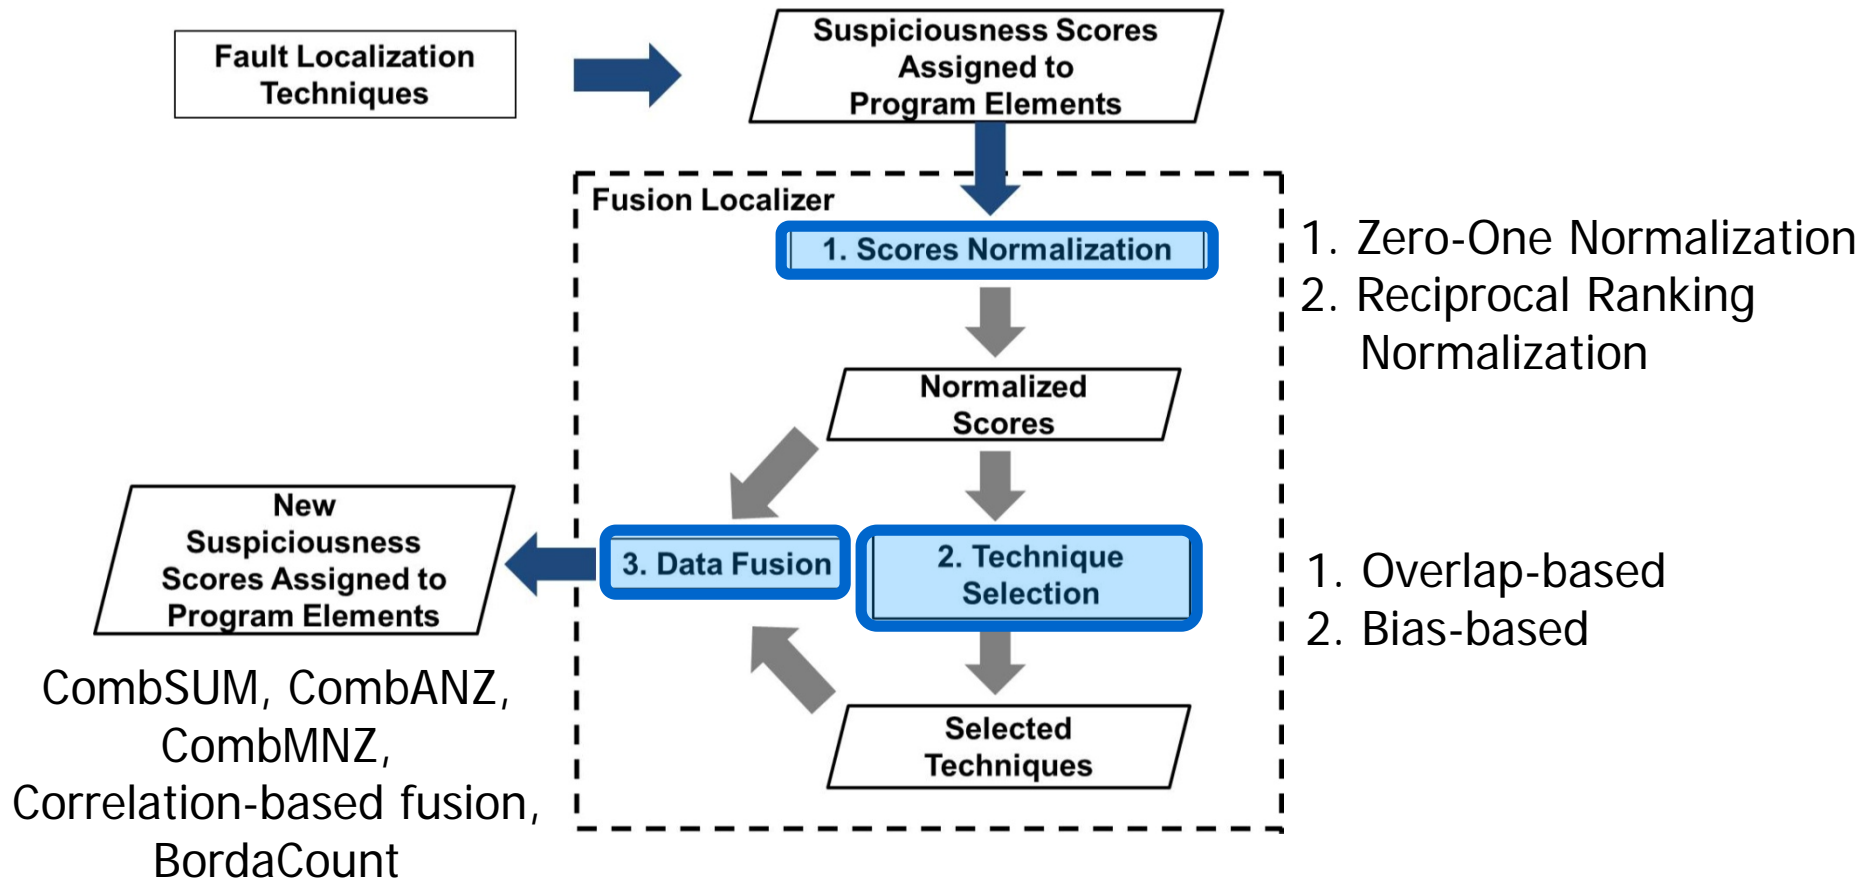 Fault Localization
Techniques
Suspiciousness Scores
Assigned to
Program Elements
Fusion Localizer
1. Scores Normalization
1. Zero-One Normalization
2. Reciprocal Ranking
Normalization
Normalized
Scores
New
Suspiciousness
Scores Assigned to
Program Elements
3. Data Fusion
2. Technique
Selection
1. Overlap-based
2. Bias-based
CombSUM, CombANZ,
CombMNZ,
Correlation-based fusion,
BordaCount
Selected
Techniques